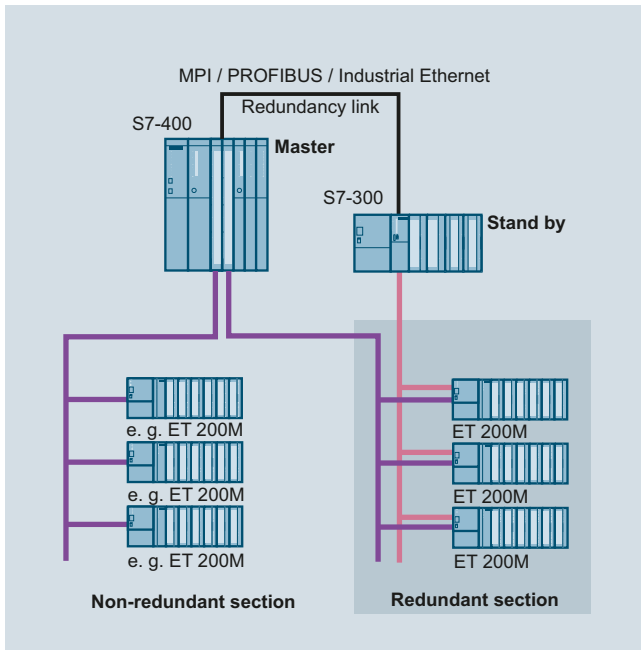 MPI / PROFIBUS / Industrial Ethernet
Redundancy link
S7-400
Master
S7-300
Stand by
e. g. ET 200M
ET 200M
e. g. ET 200M
ET 200M
e. g. ET 200M
ET 200M
Non-redundant section
Redundant section